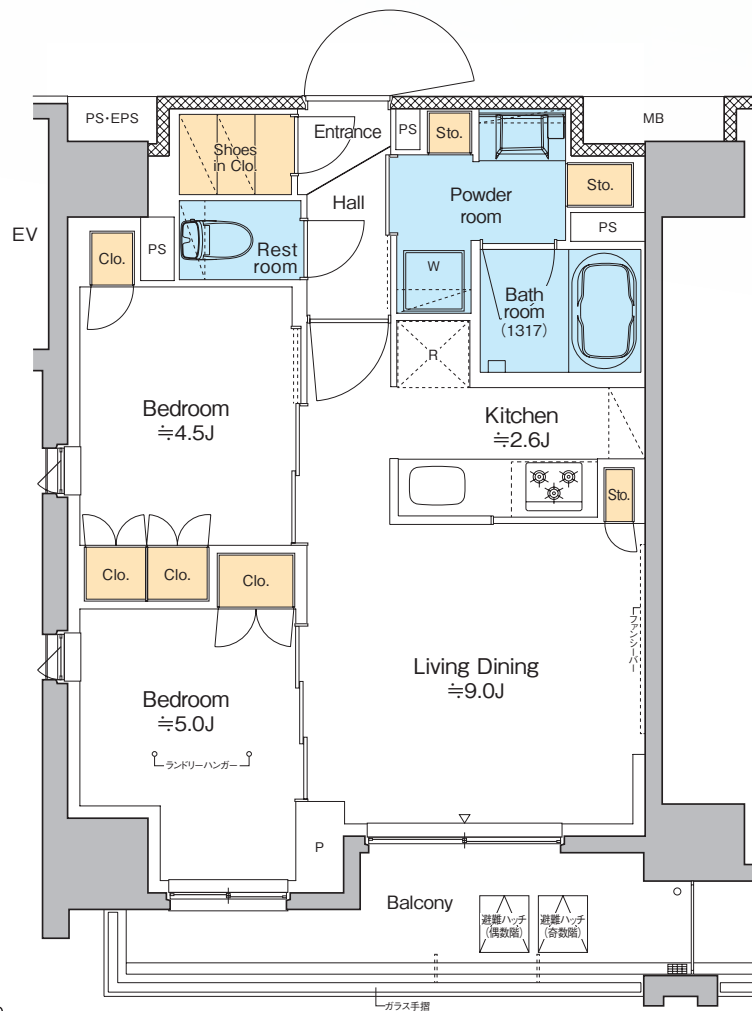 PS・EPS
MB
Entrance
PS
Sto.
Shoes
in Clo.
Hall
Powder
room
Sto.
PS
EV
Clo.
PS
Rest
room
W
Bath
room
(1317)
R
Bedroom
≒4.5J
Kitchen
≒2.6J
Sto.
Clo.
Clo.
Clo.
ファンシーバー
Living Dining
≒9.0J
Bedroom
≒5.0J
ランドリーハンガー
P
Balcony
避難ハッチ
(偶数階)
避難ハッチ
(奇数階)
ガラス手摺